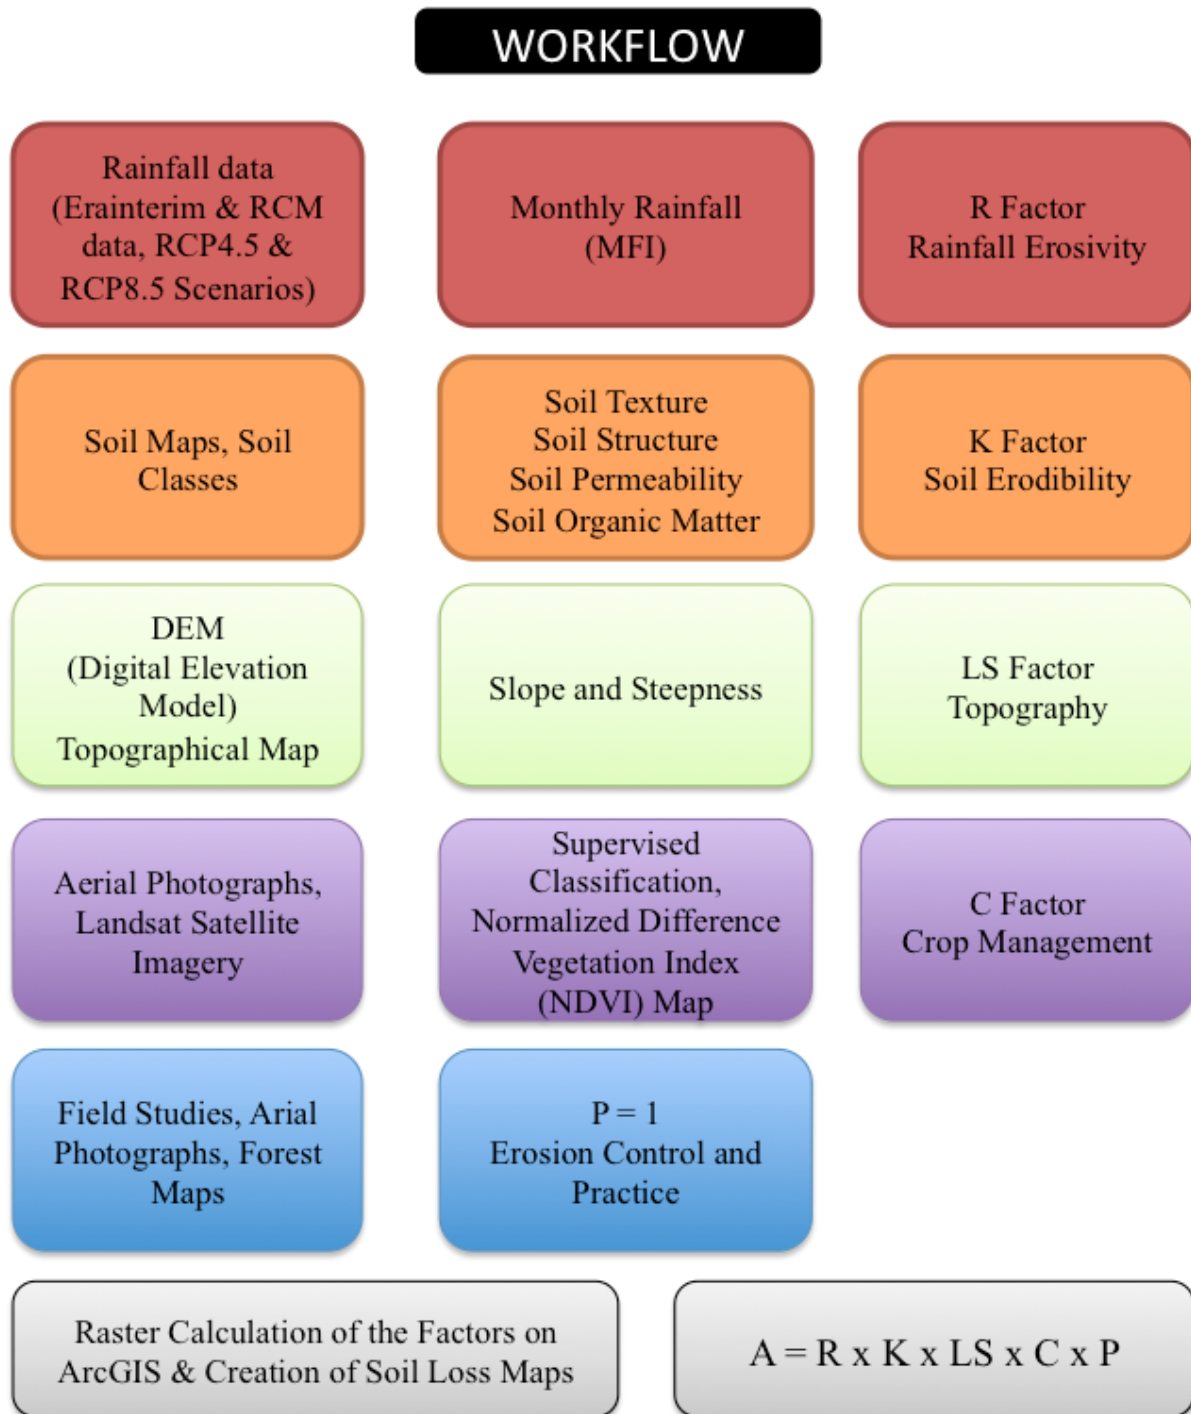 WORKFLOW
Rainfall data
(Erainterim & RCM
data, RCP4.5 &
RCP8.5 Scenarios)
Monthly Rainfall
(MFI)
R Factor
Rainfall Erosivity
Soil Maps, Soil
Classes
Soil Texture
Soil Structure
Soil Permeability
Soil Organic Matter
K Factor
Soil Erodibility
DEM
(Digital Elevation
Model)
Topographical Map
Slope and Steepness
LS Factor
Topography
Aerial Photographs,
Landsat Satellite
Imagery
Supervised
Classification,
Normalized Difference
Vegetation Index
(NDVI) Map
C Factor
Crop Management
Field Studies, Arial
Photographs, Forest
Maps
P = 1
Erosion Control and
Practice
Raster Calculation of the Factors on
ArcGIS & Creation of Soil Loss Maps
A = R x K x LS x C x P